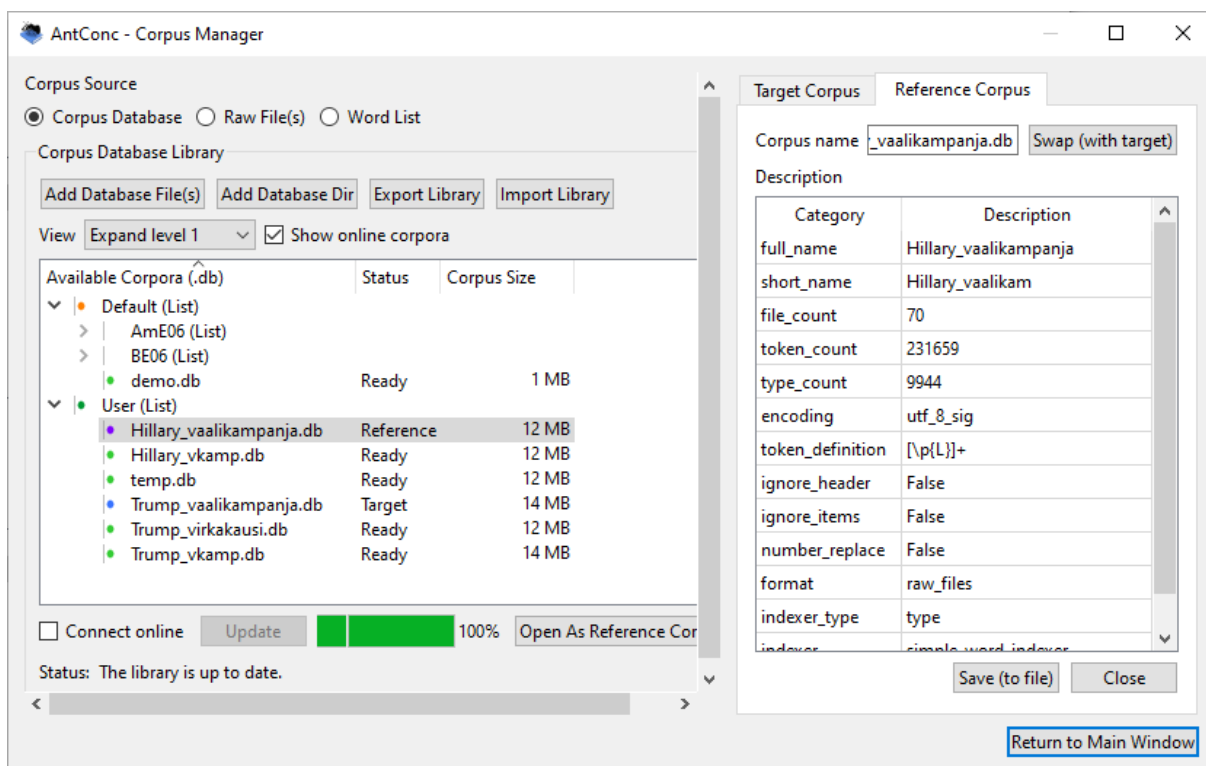 AntConc - Corpus Manager
Corpus Source
Corpus Database Raw File(s) Word List
Corpus Database Library
Add Database File(s) Add Database Dir Export Library Import Library
View Expand level 1 Show online corpora
Available Corpora (.db) Status Corpus Size
Default (List)
AmE06 (List)
BE06 (List)
demo.db Ready 1 MB
User (List)
Hillary_vaalikampanja.db Reference 12 MB
Hillary_vkamp.db Ready 12 MB
temp.db Ready 12 MB
Trump_vaalikampanja.db Target 14 MB
Trump_virkakausi.db Ready 12 MB
Trump_vkamp.db Ready 14 MB
Connect online Update 100% Open As Reference Cor
Status: The library is up to date.
Target Corpus Reference Corpus
Corpus name _vaalikampanja.db Swap (with target)
Description
Category Description
full_name Hillary_vaalikampanja
short_name Hillary_vaalikam
file_count 70
token_count 231659
type_count 9944
encoding utf_8_sig
token_definition [\p{L}]+
ignore_header False
ignore_items False
number_replace False
format raw_files
indexer_type type
indexer simple_word_indexer
Save (to file) Close
Return to Main Window